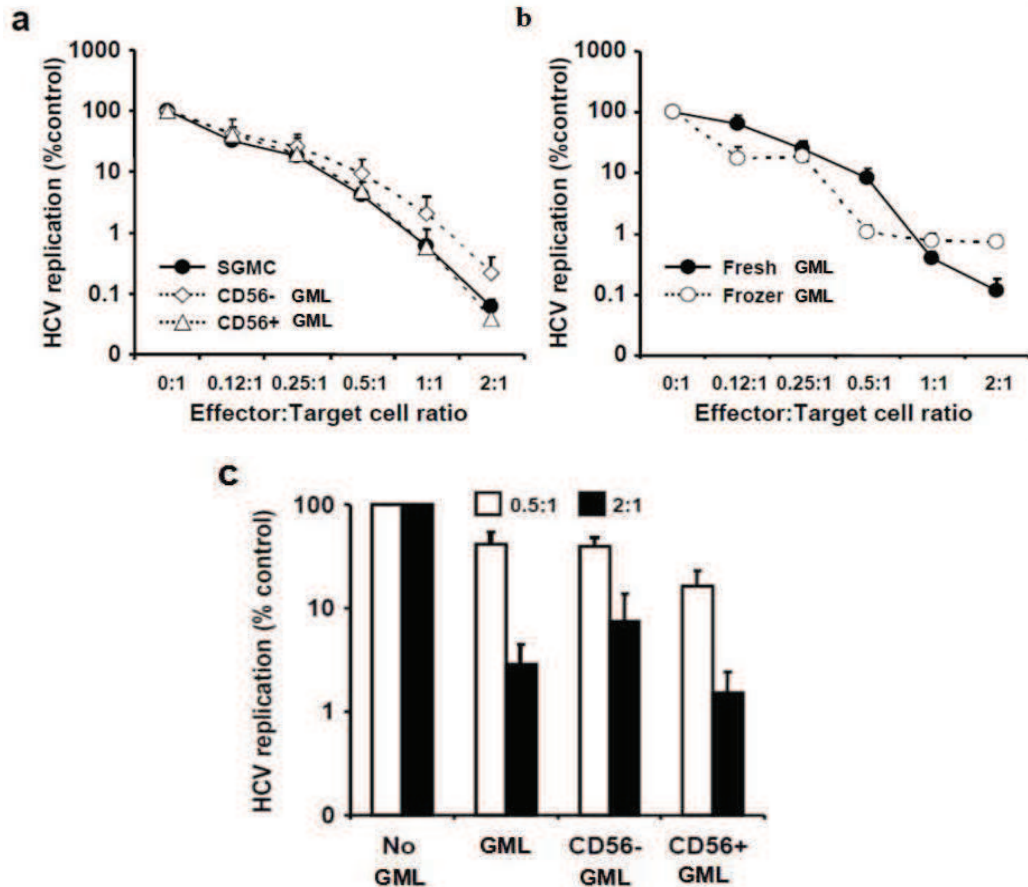 a
HCV replication (%control)
1000
100
10
1
0.1
0
SGMC
CD56- GML
CD56+ GML
0:1 0.12:1 0.25:1 0.5:1 1:1 2:1
Effector:Target cell ratio
b
HCV replication (%control)
1000
100
10
1
0.1
0
Fresh GML
Frozer GML
0:1 0.12:1 0.25:1 0.5:1 1:1 2:1
Effector:Target cell ratio
c
HCV replication (% control)
100
10
1
0
0.5:1 2:1
No GML
GML
CD56- GML
CD56+ GML